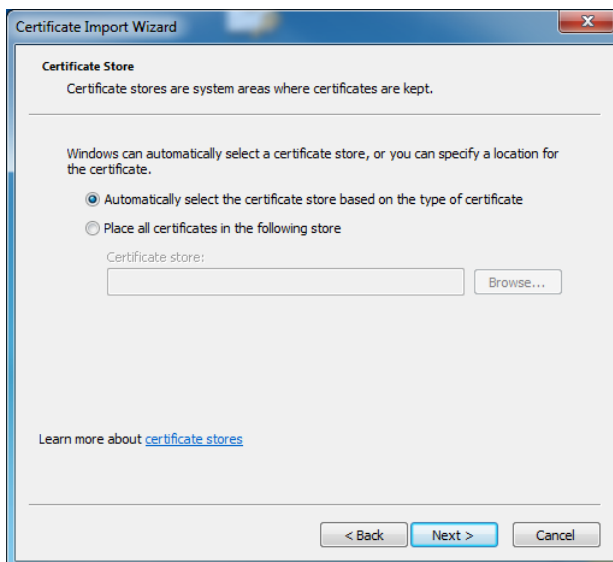 Certificate Import Wizard
Certificate Store
Certificate stores are system areas where certificates are kept.
Windows can automatically select a certificate store, or you can specify a location for
the certificate.
Automatically select the certificate store based on the type of certificate
Place all certificates in the following store
Certificate store:
Browse...
Learn more about certificate stores
< Back
Next >
Cancel